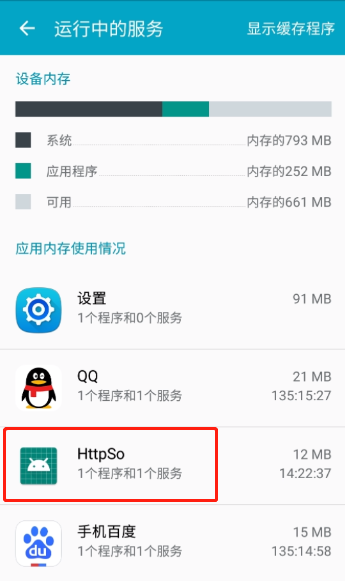 运行中的服务 显示缓存程序
设备内存
系统 内存的793 MB
应用程序 内存的252 MB
可用 内存的661 MB
应用内存使用情况
设置 91 MB
1个程序和0个服务
QQ 21 MB
1个程序和1个服务 135:15:27
HttpSo 12 MB
1个程序和1个服务 14:22:37
手机百度 15 MB
du 1个程序和1个服务 135:14:58